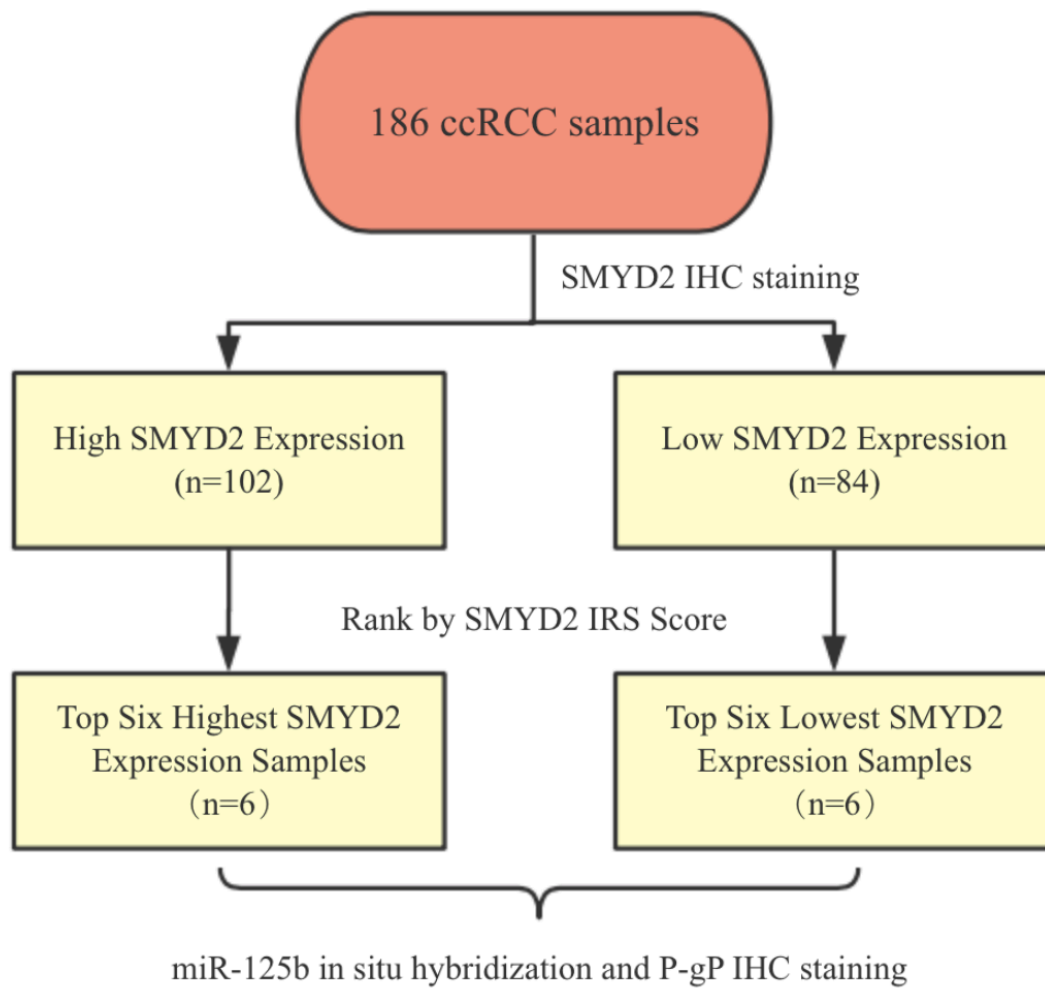 186 ccRCC samples
SMYD2 IHC staining
High SMYD2 Expression
(n=102)
Low SMYD2 Expression
(n=84)
Rank by SMYD2 IRS Score
Top Six Highest SMYD2
Expression Samples
（n=6）
Top Six Lowest SMYD2
Expression Samples
（n=6）
miR-125b in situ hybridization and P-gP IHC staining